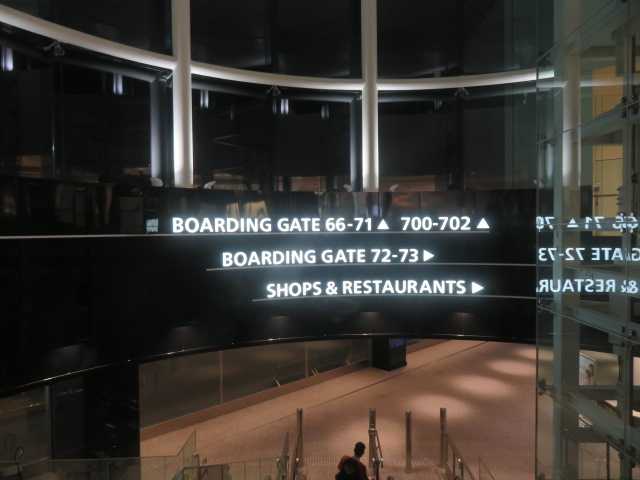 BOARDING GATE 66-71 ▲ 700-702 ▲
BOARDING GATE 72-73 ▶
SHOPS & RESTAURANTS ▶